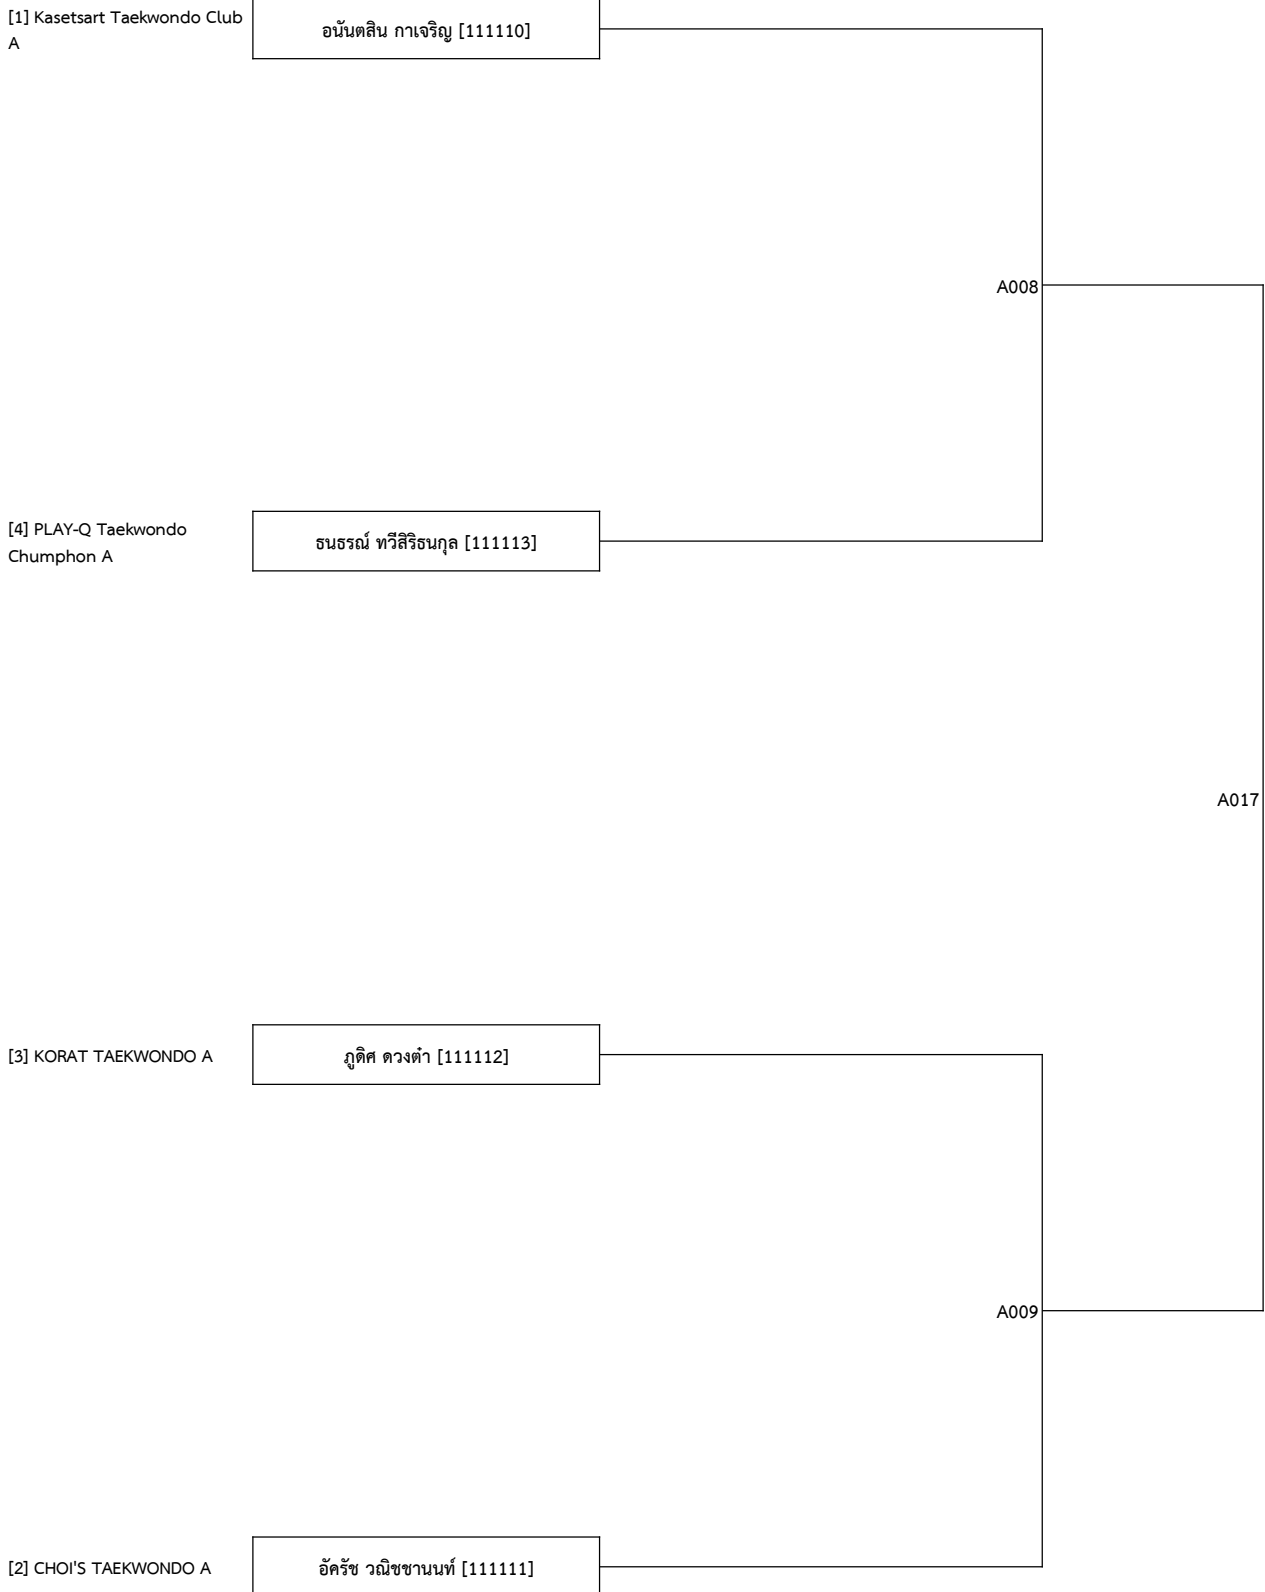 [1] Kasetsart Taekwondo Club
A
อนันตสิน กาเจริญ [111110]
A008
[4] PLAY-Q Taekwondo
Chumphon A
ธนธรณ์ ทวีสิริธนกุล [111113]
A017
[3] KORAT TAEKWONDO A
ภูดิศ ดวงต๋า [111112]
A009
[2] CHOI'S TAEKWONDO A
อัครัช วณิชชานนท์ [111111]